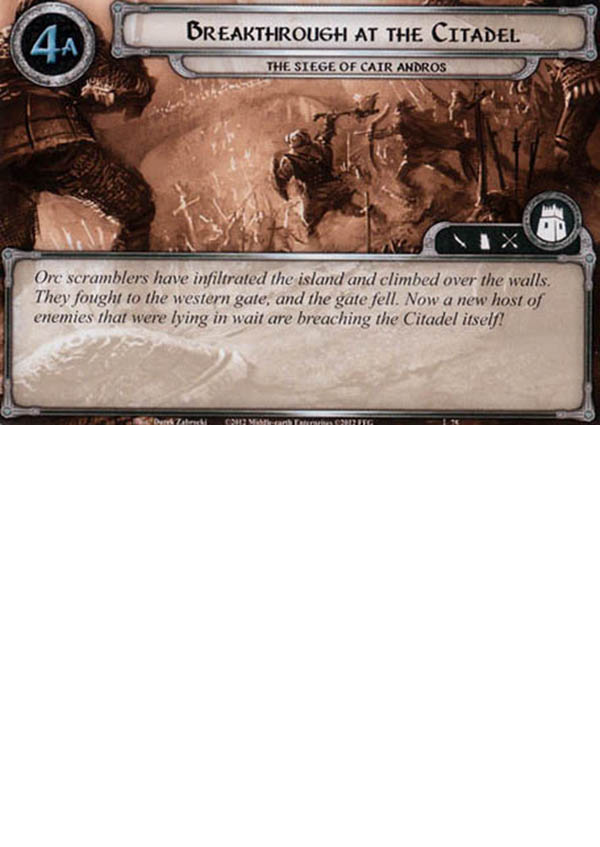 4A
BREAKTHROUGH AT THE CITADEL
THE SIEGE OF CAIR ANDROS
Orc scramblers have infiltrated the island and climbed over the walls.
They fought to the western gate, and the gate fell. Now a new host of
enemies that were lying in wait are breaching the Citadel itself!
Zabrocki ©2012 Middle-earth Enterprises ©2012 FFG